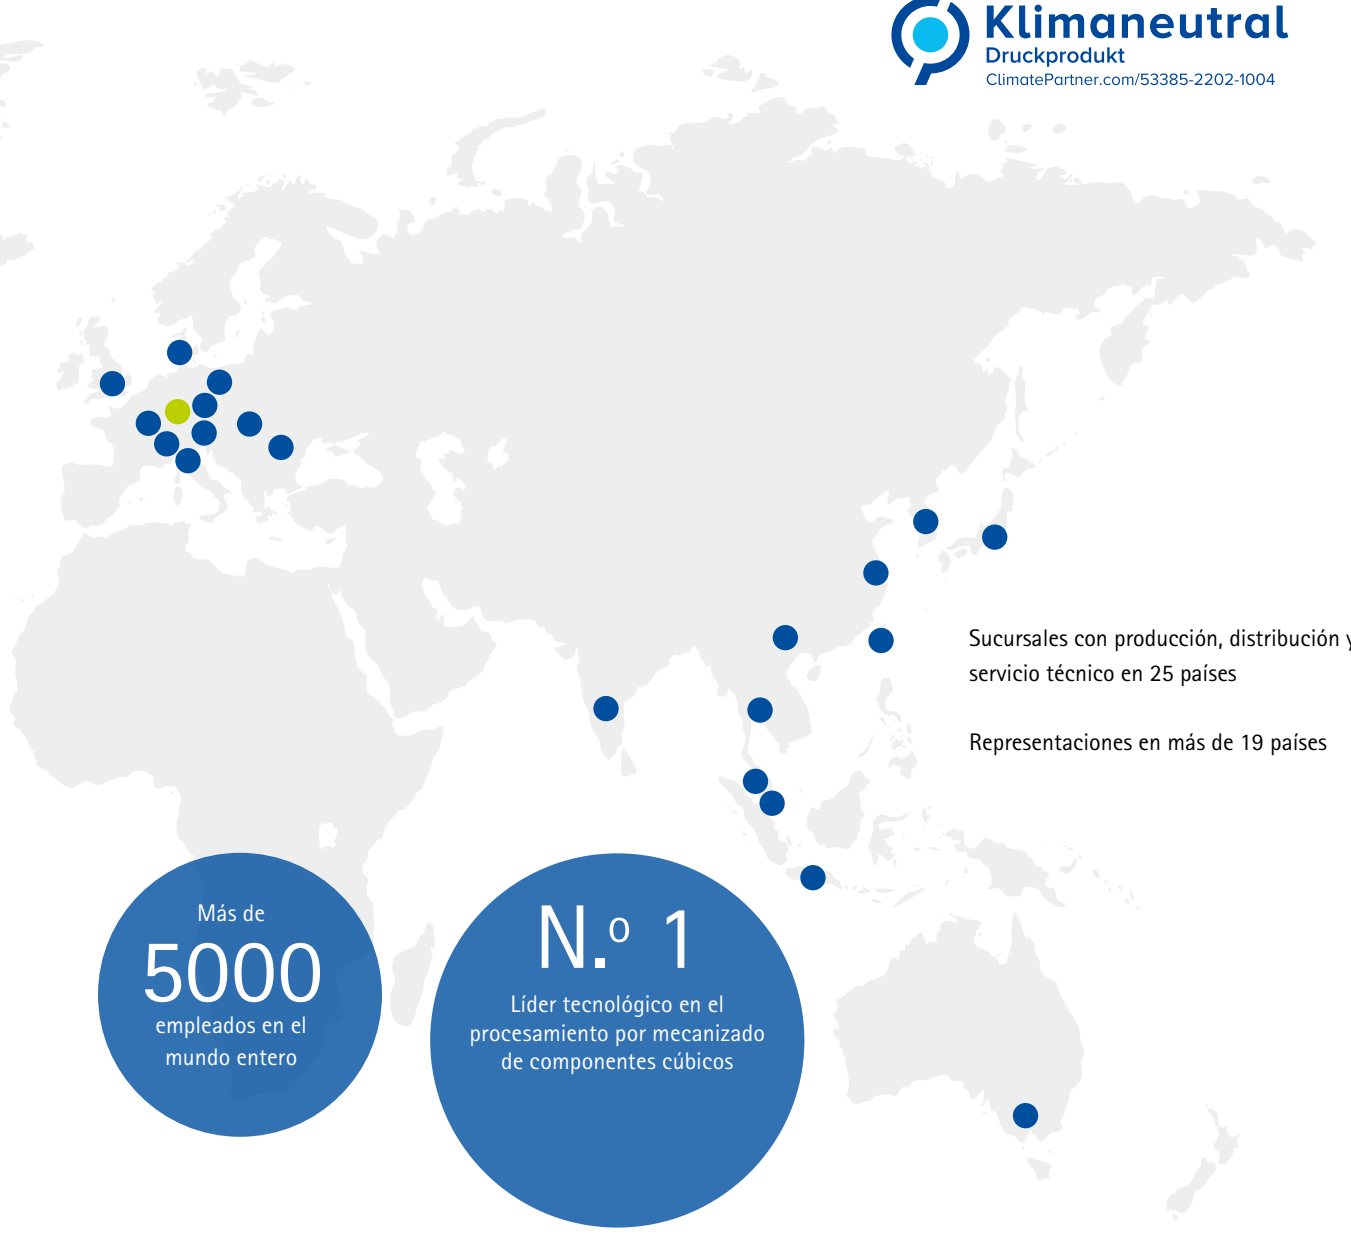 Klimaneutral
Druckprodukt
ClimatePartner.com/53385-2202-1004
Sucursales con producción, distribución y
servicio técnico en 25 países
Representaciones en más de 19 países
Más de
5000
empleados en el
mundo entero
N.º 1
Líder tecnológico en el
procesamiento por mecanizado
de componentes cúbicos